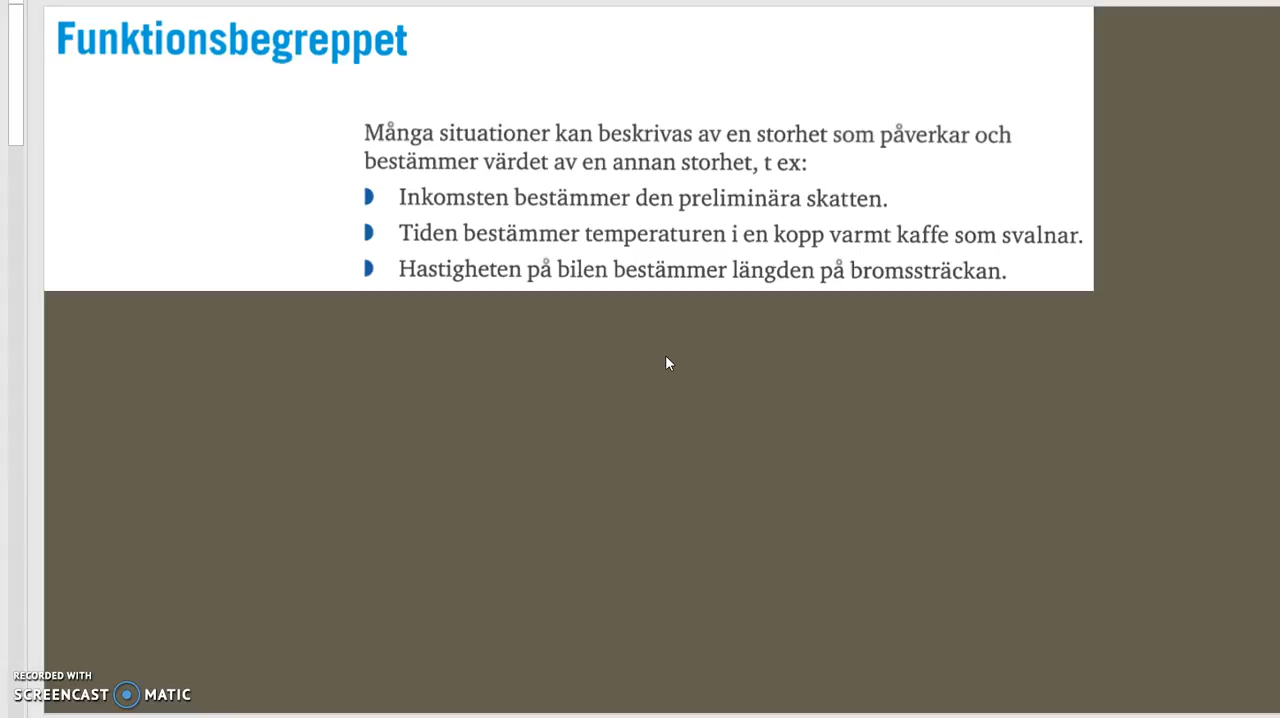 Funktionsbegreppet
Många situationer kan beskrivas av en storhet som påverkar och
bestämmer värdet av en annan storhet, t ex:
Inkomsten bestämmer den preliminära skatten.
Tiden bestämmer temperaturen i en kopp varmt kaffe som svalnar.
Hastigheten på bilen bestämmer längden på bromssträckan.
RECORDED WITH
SCREENCAST MATIC